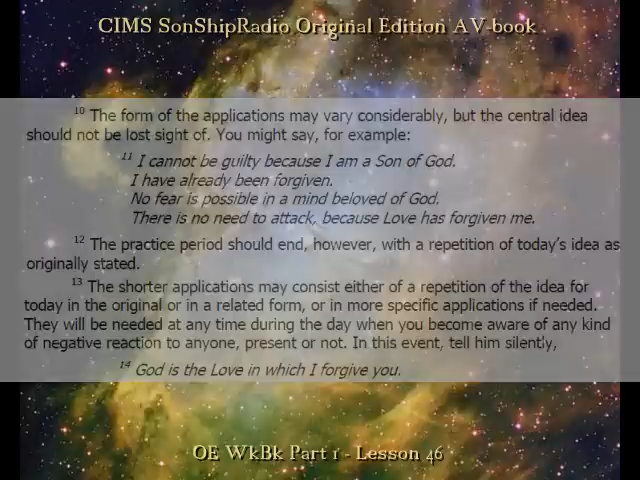 CIMS SonShipRadio Original Edition AV-book
10 The form of the applications may vary considerably, but the central idea
should not be lost sight of. You might say, for example:
11 I cannot be guilty because I am a Son of God.
I have already been forgiven.
No fear is possible in a mind beloved of God.
There is no need to attack, because Love has forgiven me.
12 The practice period should end, however, with a repetition of today's idea as
originally stated.
13 The shorter applications may consist either of a repetition of the idea for
today in the original or in a related form, or in more specific applications if needed.
They will be needed at any time during the day when you become aware of any kind
of negative reaction to anyone, present or not. In this event, tell him silently,
14 God is the Love in which I forgive you.
OE WkBk Part 1 - Lesson 46